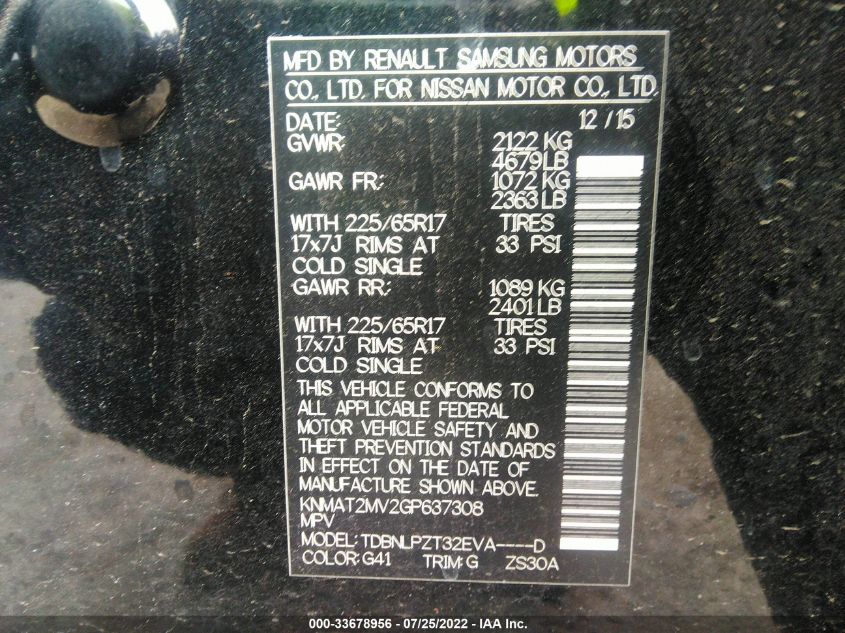 MFD BY RENAULT SAMSUNG MOTORS
CO., LTD. FOR NISSAN MOTOR CO., LTD.
DATE: 12 / 15
GVWR: 2122 KG
4679LB
GAWR FR: 1072 KG
2363 LB
WITH 225/65R17 TIRES
17x7J RIMS AT 33 PSI
COLD SINGLE
GAWR RR: 1089 KG
2401 LB
WITH 225/65R17 TIRES
17x7J RIMS AT 33 PSI
COLD SINGLE
THIS VEHICLE CONFORMS TO
ALL APPLICABLE FEDERAL
MOTOR VEHICLE SAFETY AND
THEFT PREVENTION STANDARDS
IN EFFECT ON THE DATE OF
MANUFACTURE SHOWN ABOVE.
KNMAT2MV2GP637308
MPV
MODEL: TDBNLPZT32EVA----D
COLOR: G41 TRIM: G ZS30A
000-33678956 - 07/25/2022 - IAA Inc.